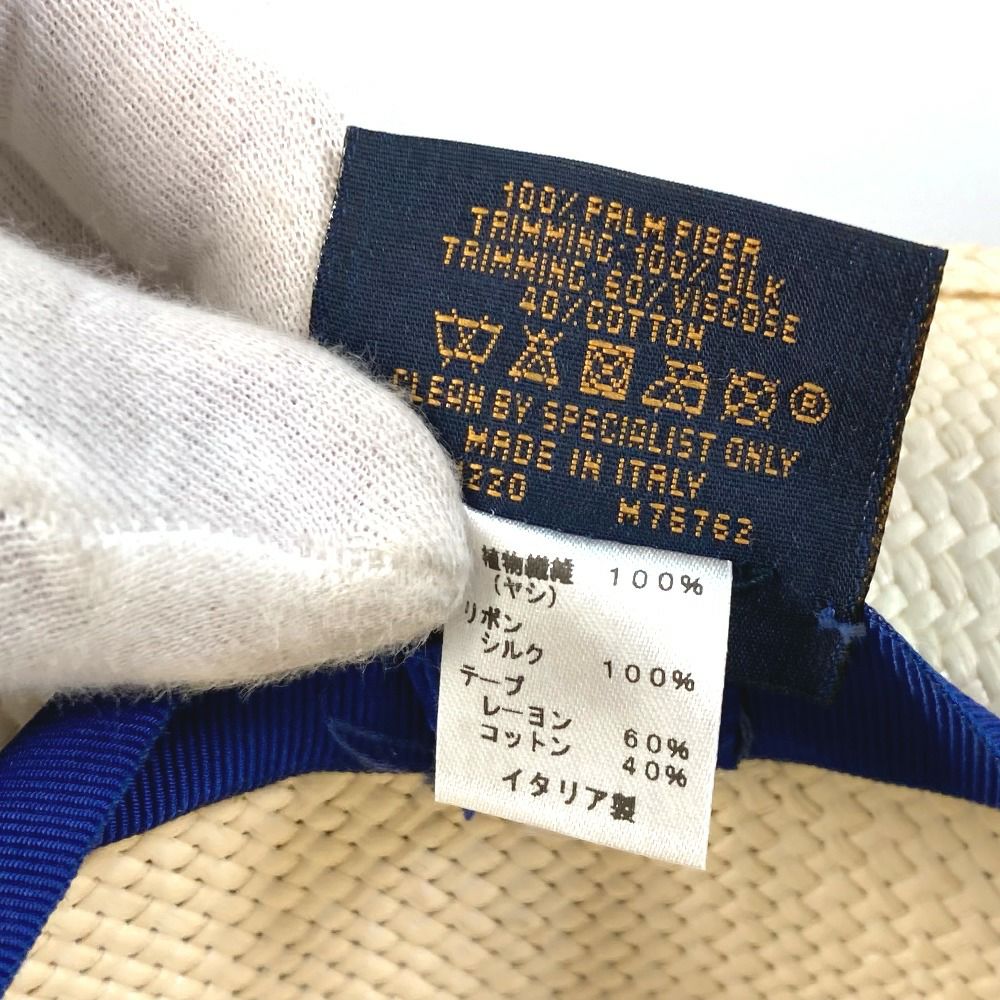 100% PALM FIBER
TRIMMING 100% SILK
TRIMMING 60% VISCOSE
40% COTTON
CLEAN BY SPECIALIST ONLY
MADE IN ITALY
220 M76762
植物繊維 100%
(ヤシ)
リボン
シルク 100%
テープ
レーヨン 60%
コットン 40%
イタリア製